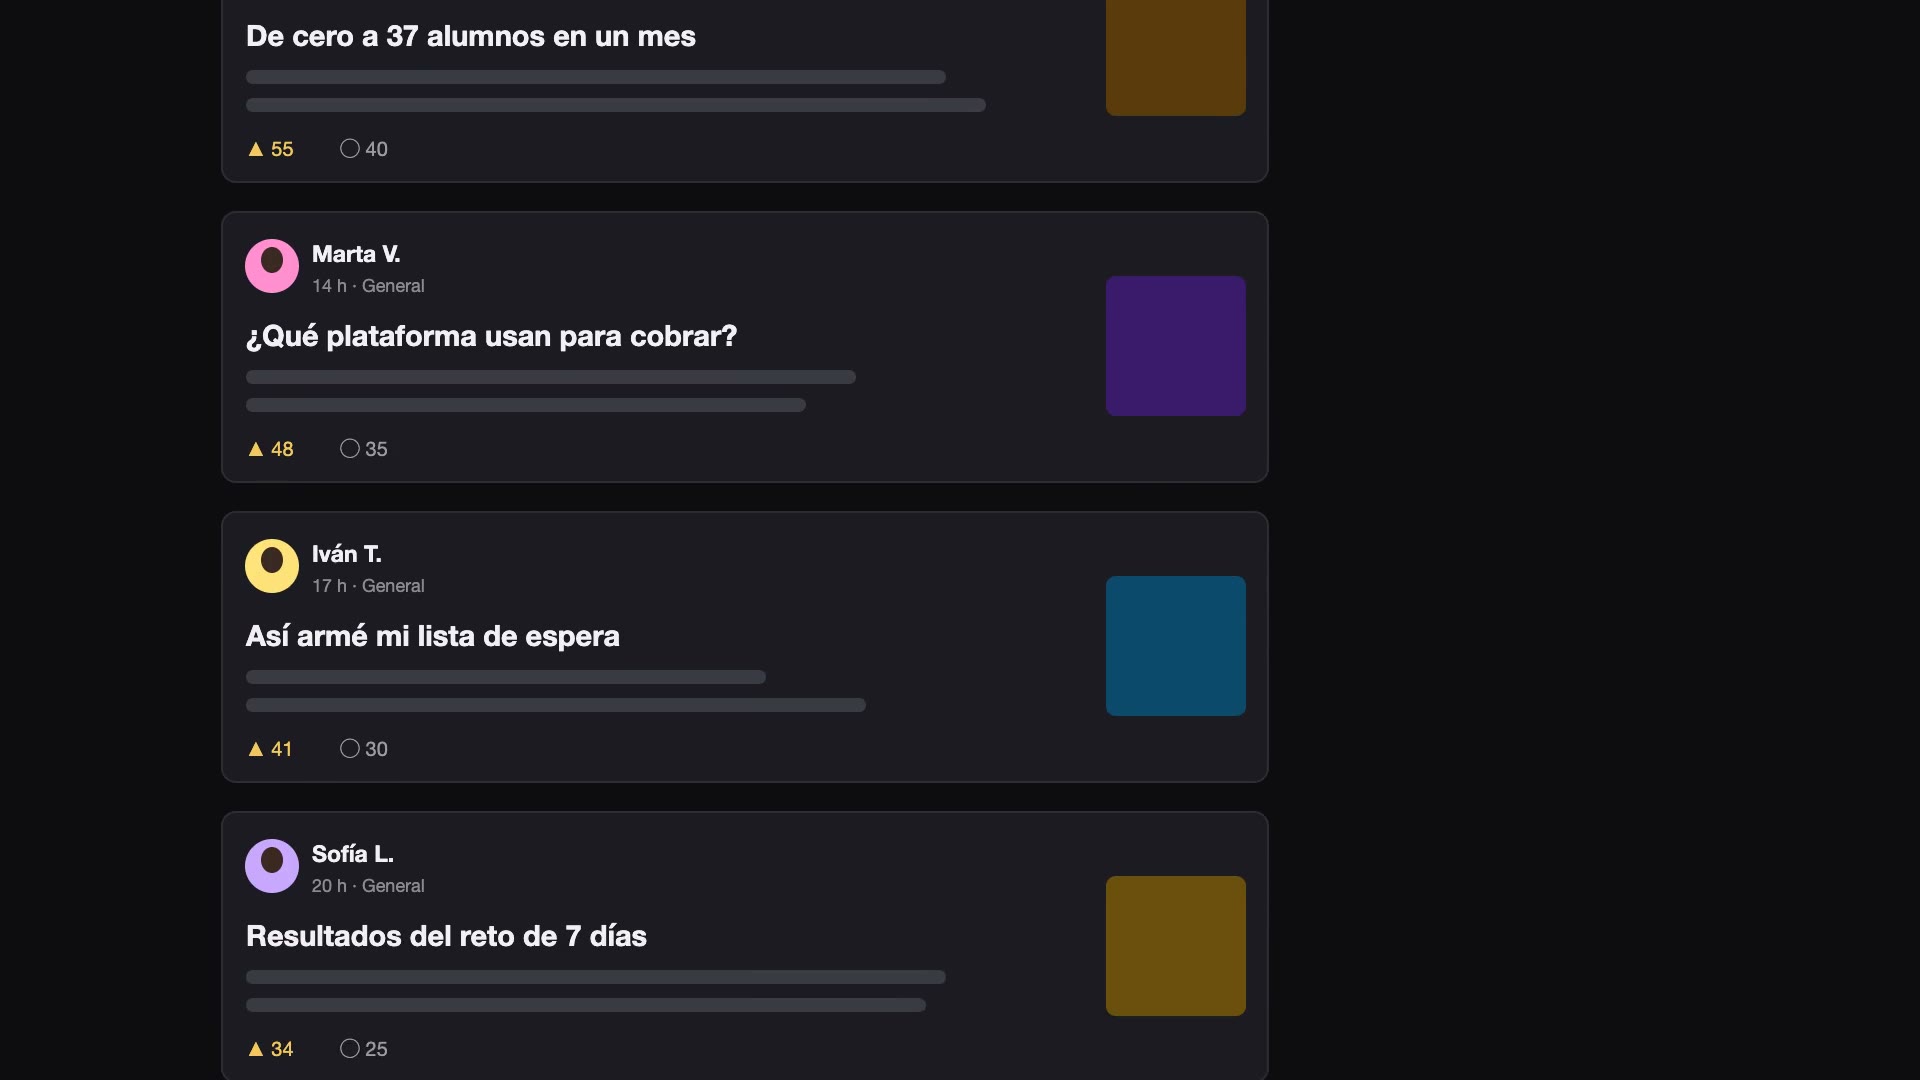 De cero a 37 alumnos en un mes
▲ 55 ◯ 40
Marta V.
14 h · General
¿Qué plataforma usan para cobrar?
▲ 48 ◯ 35
Iván T.
17 h · General
Así armé mi lista de espera
▲ 41 ◯ 30
Sofía L.
20 h · General
Resultados del reto de 7 días
▲ 34 ◯ 25